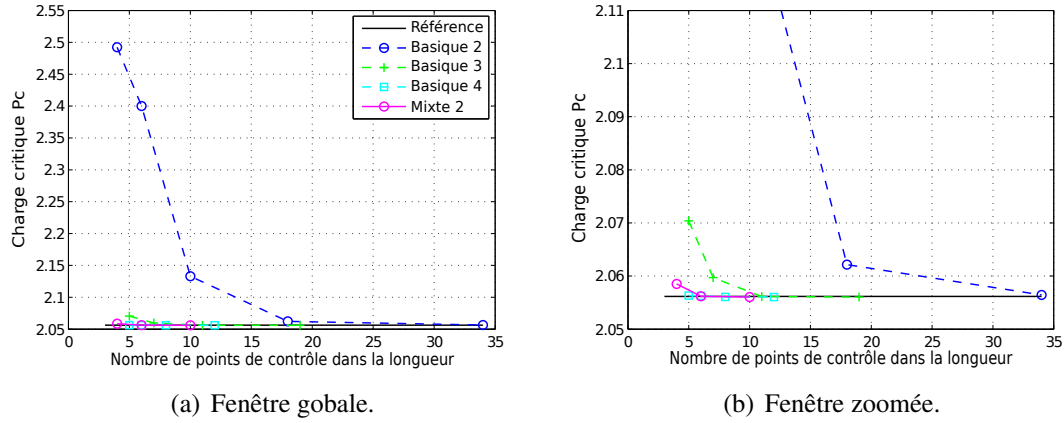 2.55
2.5
2.45
2.4
2.35
2.3
2.25
2.2
2.15
2.1
2.05
0 5 10 15 20 25 30 35
Charge critique Pc
Nombre de points de contrôle dans la longueur
Référence
Basique 2
Basique 3
Basique 4
Mixte 2
(a) Fenêtre gobale.
2.11
2.1
2.09
2.08
2.07
2.06
2.05
0 5 10 15 20 25 30 35
Charge critique Pc
Nombre de points de contrôle dans la longueur
(b) Fenêtre zoomée.